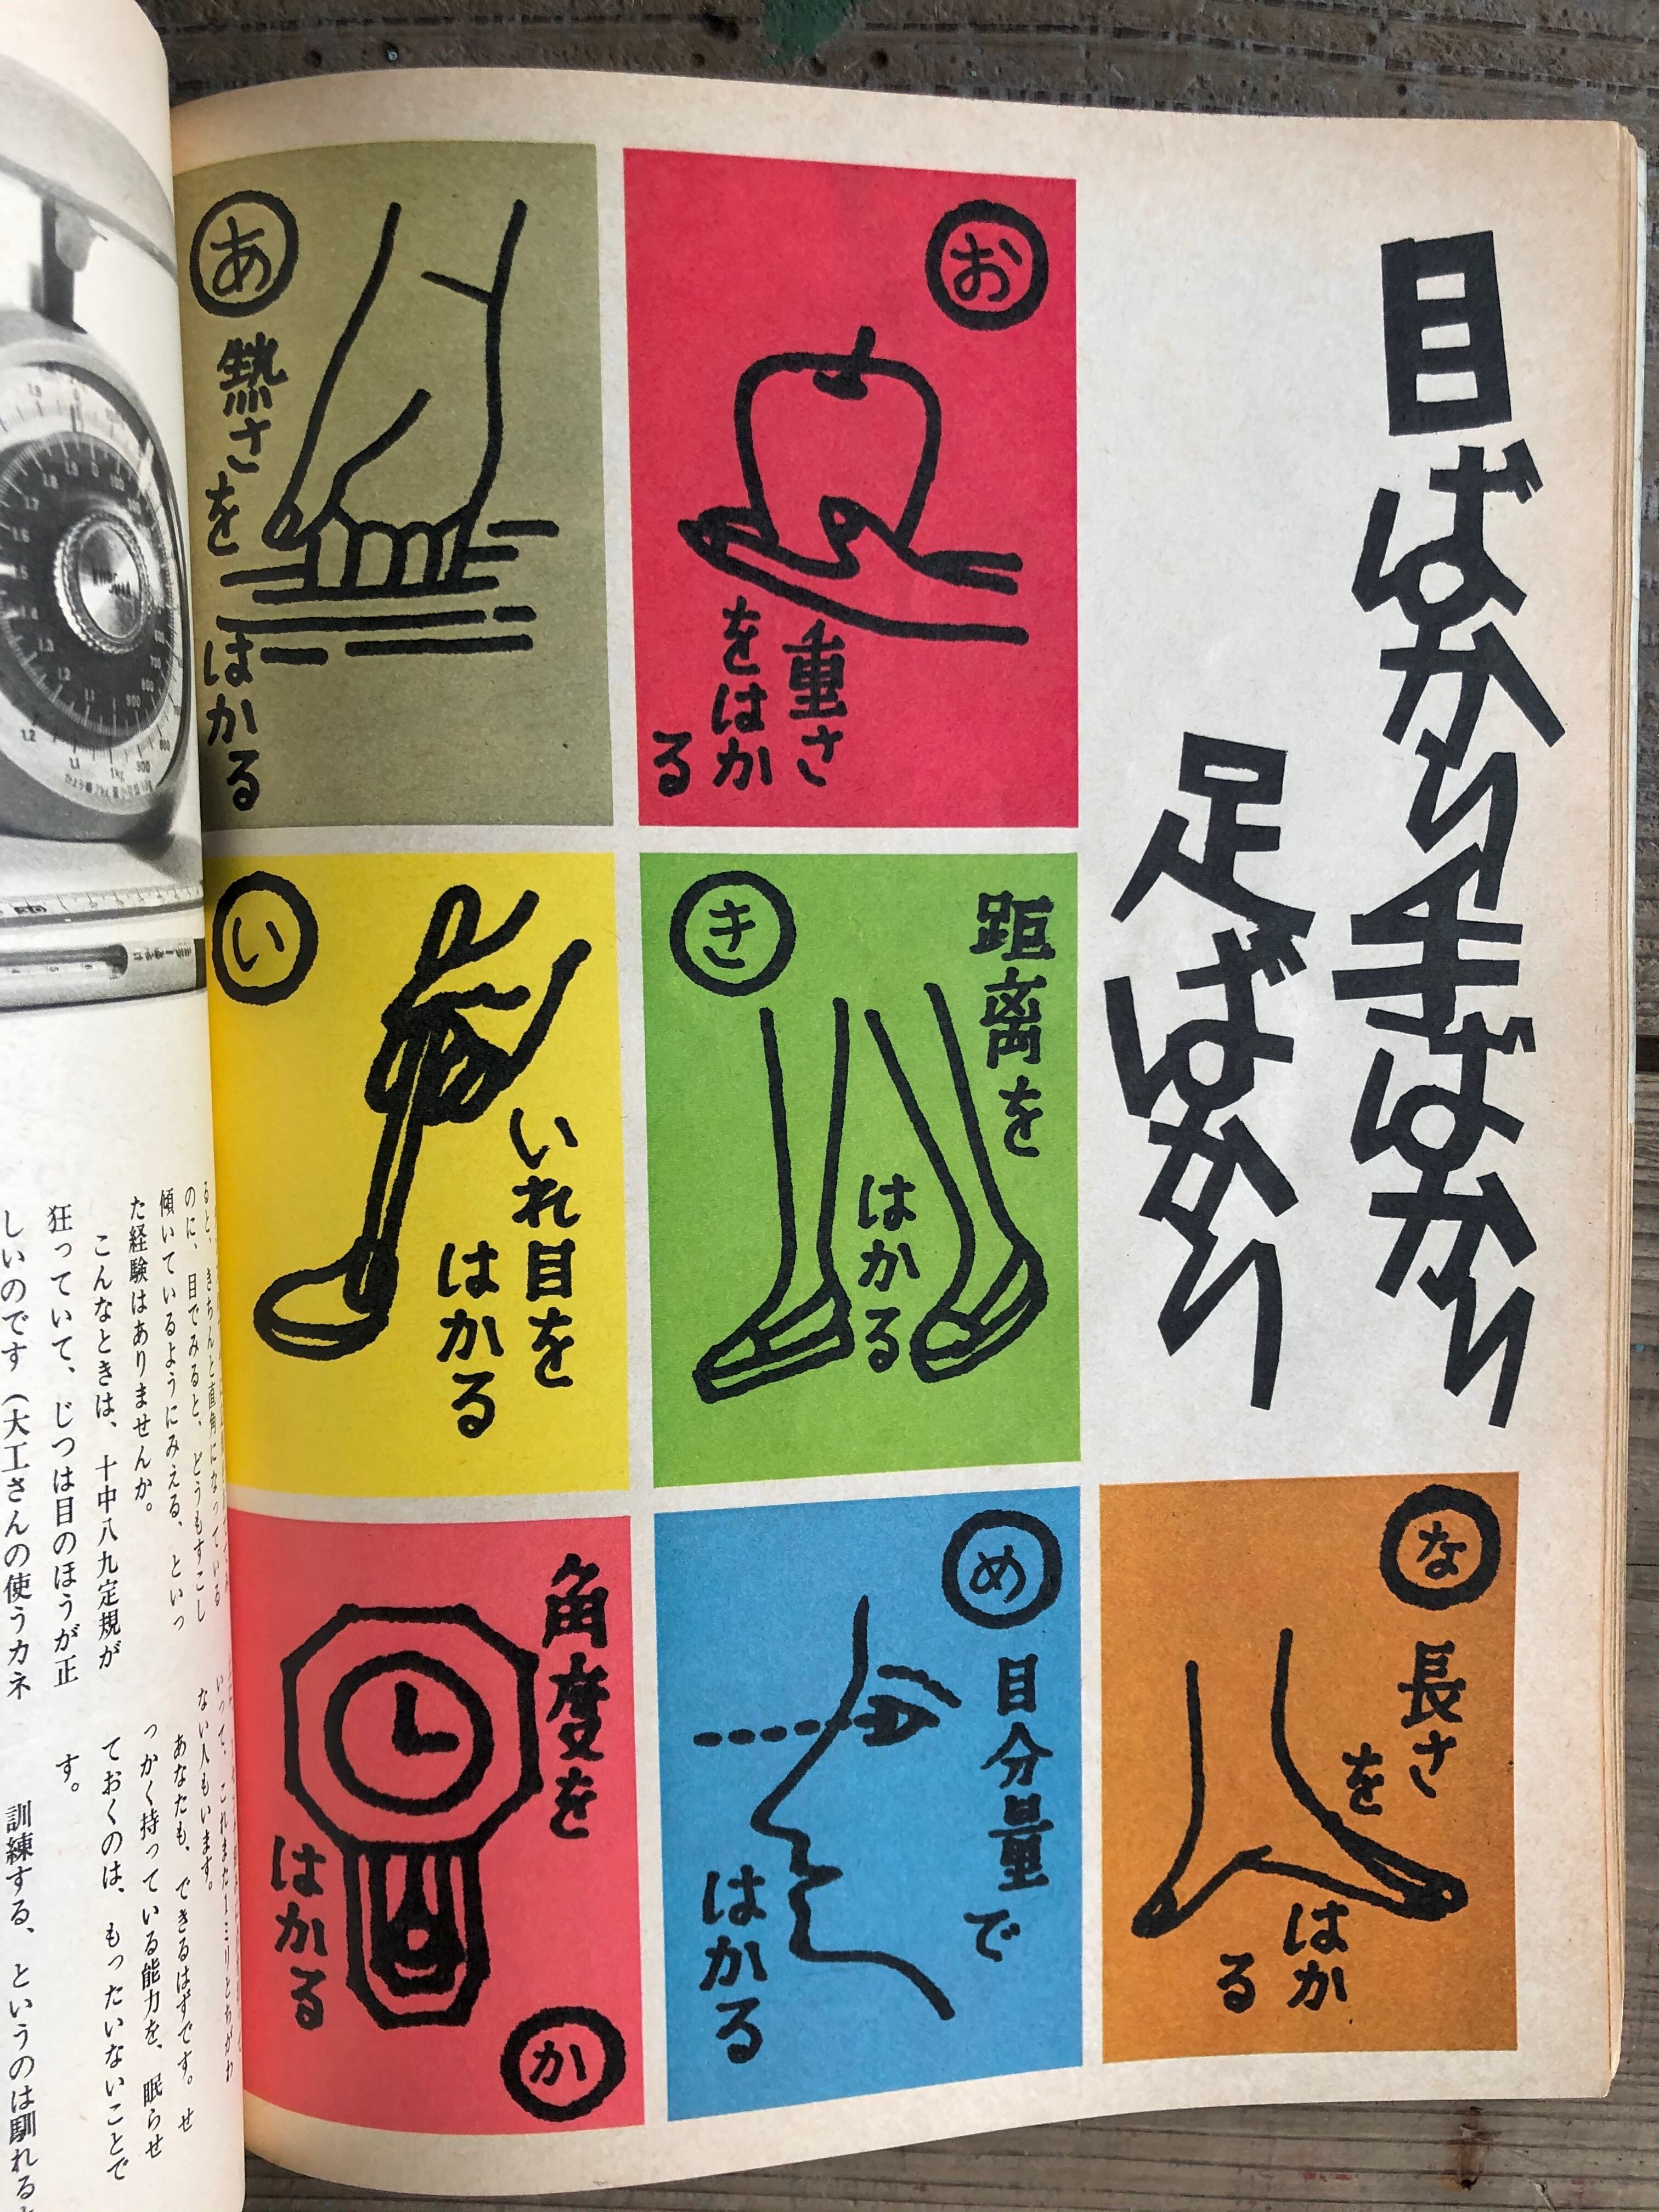 目ばかり手ばかり
足ばかり
な
長さ
を
はか
る
お
重さ
をはか
る
き
距離を
はかる
め
目分量で
はかる
あ
熱さを
はかる
い
いれ目を
はかる
角度を
はかる
か
のに、目でみると、どうもすこし
傾いているようにみえる、といっ
た経験はありませんか。
こんなときは、十中八九定規が
狂っていて、じつは目のほうが正
しいのです（大工さんの使うカネ
ない人もいます。
あなたも、できるはずです。せ
っかく持っている能力を、眠らせ
ておくのは、もったいないことで
す。
訓練する、というのは馴れる